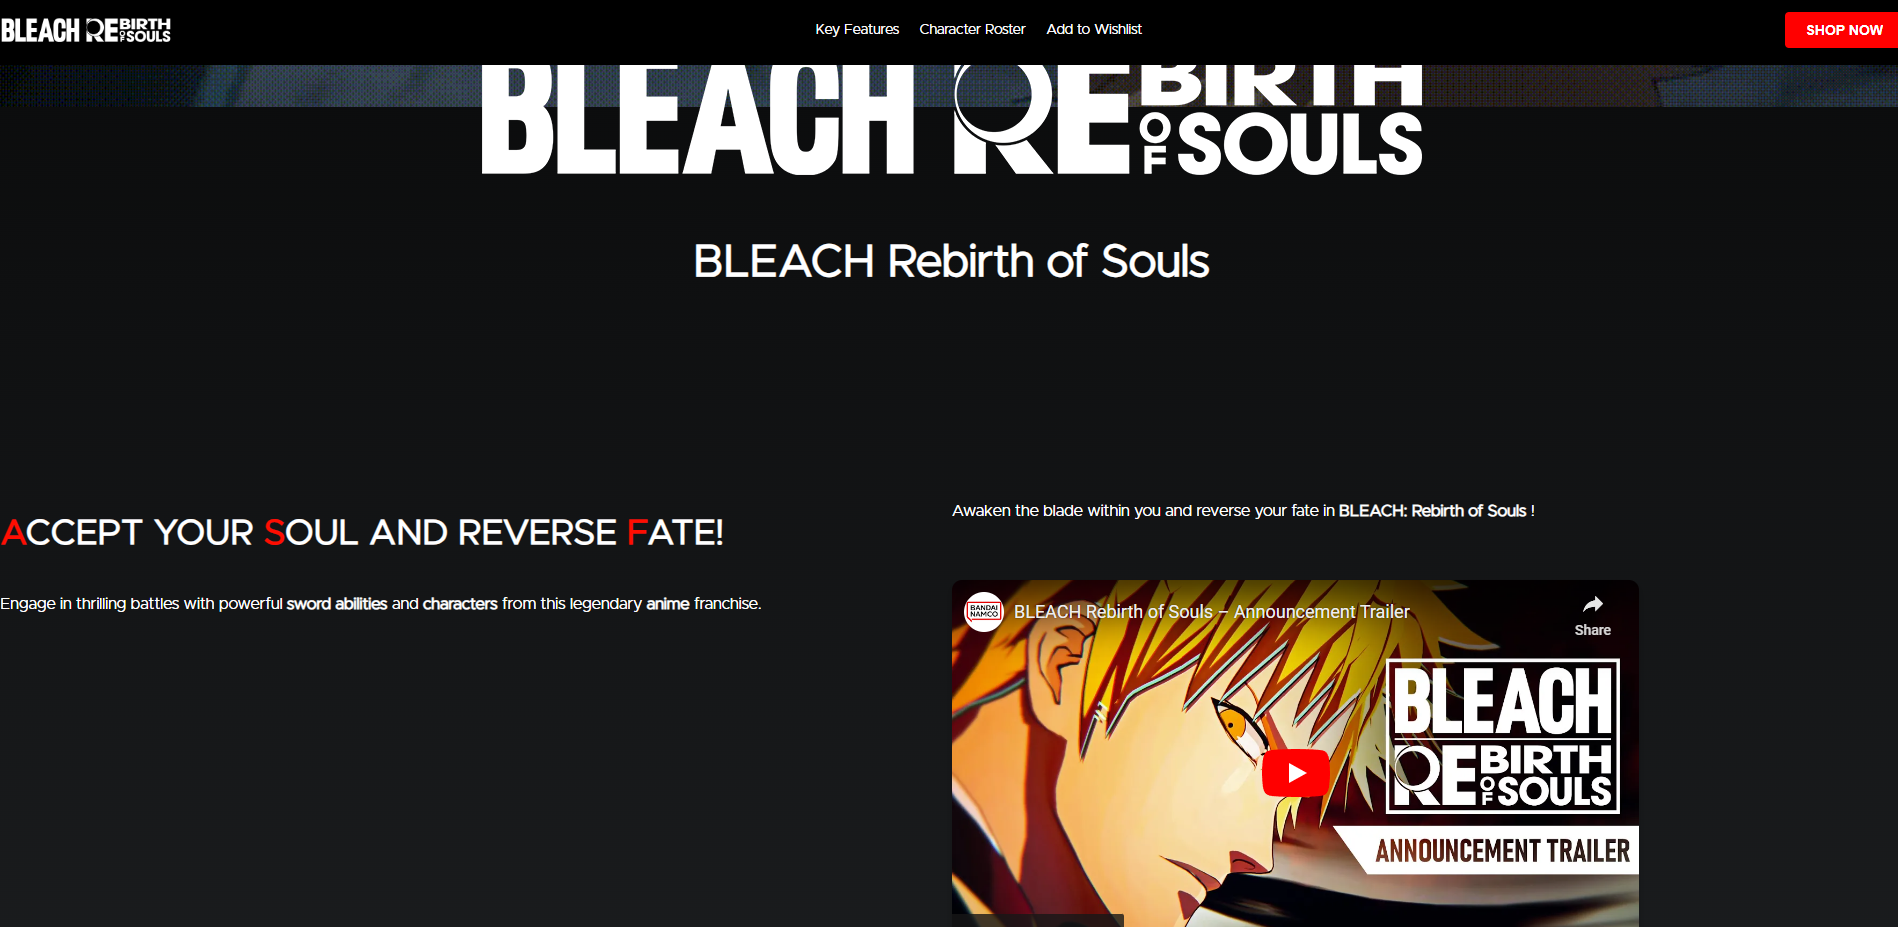 BLEACH REBIRTH OF SOULS
Key Features
Character Roster
Add to Wishlist
SHOP NOW
BLEACH REBIRTH OF SOULS
BLEACH Rebirth of Souls
ACCEPT YOUR SOUL AND REVERSE FATE!
Engage in thrilling battles with powerful sword abilities and characters from this legendary anime franchise.
Awaken the blade within you and reverse your fate in BLEACH: Rebirth of Souls !
BANDAI
NAMCO
BLEACH Rebirth of Souls – Announcement Trailer
Share
BLEACH
REBIRTH OF SOULS
ANNOUNCEMENT TRAILER